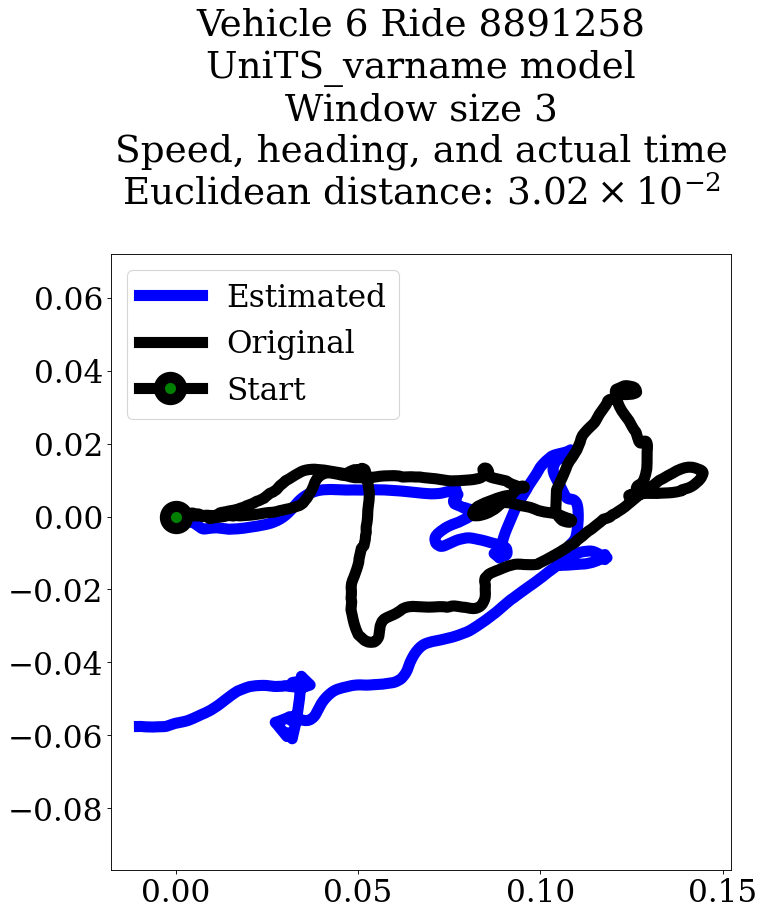 Vehicle 6 Ride 8891258
UniTS_varname model
Window size 3
Speed, heading, and actual time
Euclidean distance: 3.02 × 10⁻²
Estimated
Original
Start
0.06
0.04
0.02
0.00
−0.02
−0.04
−0.06
−0.08
0.00 0.05 0.10 0.15